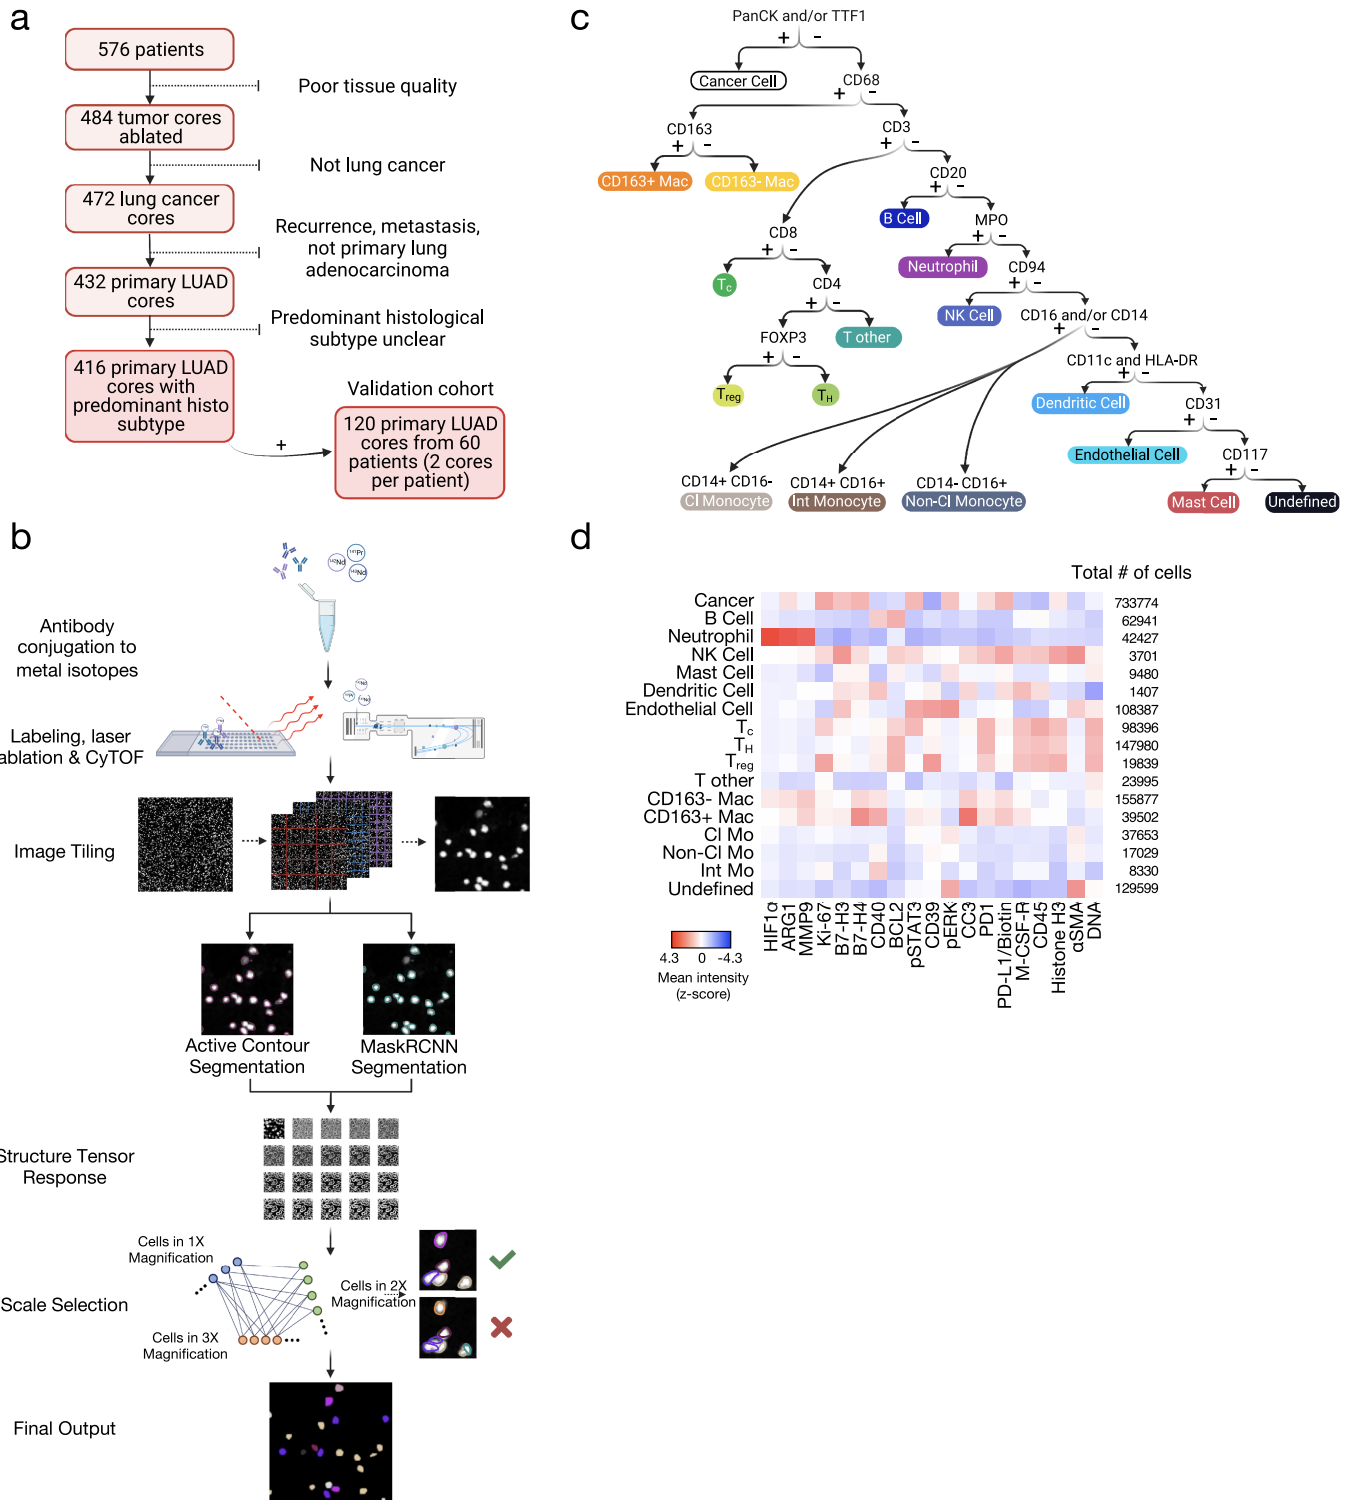 a
576 patients
Poor tissue quality
484 tumor cores
ablated
Not lung cancer
472 lung cancer
cores
Recurrence, metastasis,
not primary lung
adenocarcinoma
432 primary LUAD
cores
Predominant histological
subtype unclear
416 primary LUAD
cores with
predominant histo
subtype
+
Validation cohort
120 primary LUAD
cores from 60
patients (2 cores
per patient)
b
Antibody
conjugation to
metal isotopes
Labeling, laser
ablation & CyTOF
Image Tiling
Active Contour
Segmentation
MaskRCNN
Segmentation
Structure Tensor
Response
Cells in 1X
Magnification
Cells in 2X
Magnification
Scale Selection
Cells in 3X
Magnification
Final Output
c
PanCK and/or TTF1
+ -
Cancer Cell
CD68
+ -
CD163
+ -
CD163+ Mac
CD163- Mac
CD3
+ -
CD20
+ -
B Cell
MPO
+ -
Neutrophil
CD8
+ -
Tc
CD4
+ -
CD94
+ -
NK Cell
CD16 and/or CD14
+ -
FOXP3
+ -
T other
Treg
TH
CD11c and HLA-DR
+ -
Dendritic Cell
CD31
+ -
Endothelial Cell
CD117
+ -
Mast Cell
Undefined
CD14+ CD16-
Cl Monocyte
CD14+ CD16+
Int Monocyte
CD14- CD16+
Non-Cl Monocyte
d
Total # of cells
Cancer 733774
B Cell 62941
Neutrophil 42427
NK Cell 3701
Mast Cell 9480
Dendritic Cell 1407
Endothelial Cell 108387
Tc 98396
TH 147980
Treg 19839
T other 23995
CD163- Mac 155877
CD163+ Mac 39502
Cl Mo 37653
Non-Cl Mo 17029
Int Mo 8330
Undefined 129599
HIF1α
ARG1
MMP9
Ki-67
B7-H3
B7-H4
CD40
BCL2
pSTAT3
CD39
pERK
CC3
PD1
PD-L1/Biotin
M-CSF-R
CD45
Histone H3
αSMA
DNA
4.3 0 -4.3
Mean intensity
(z-score)